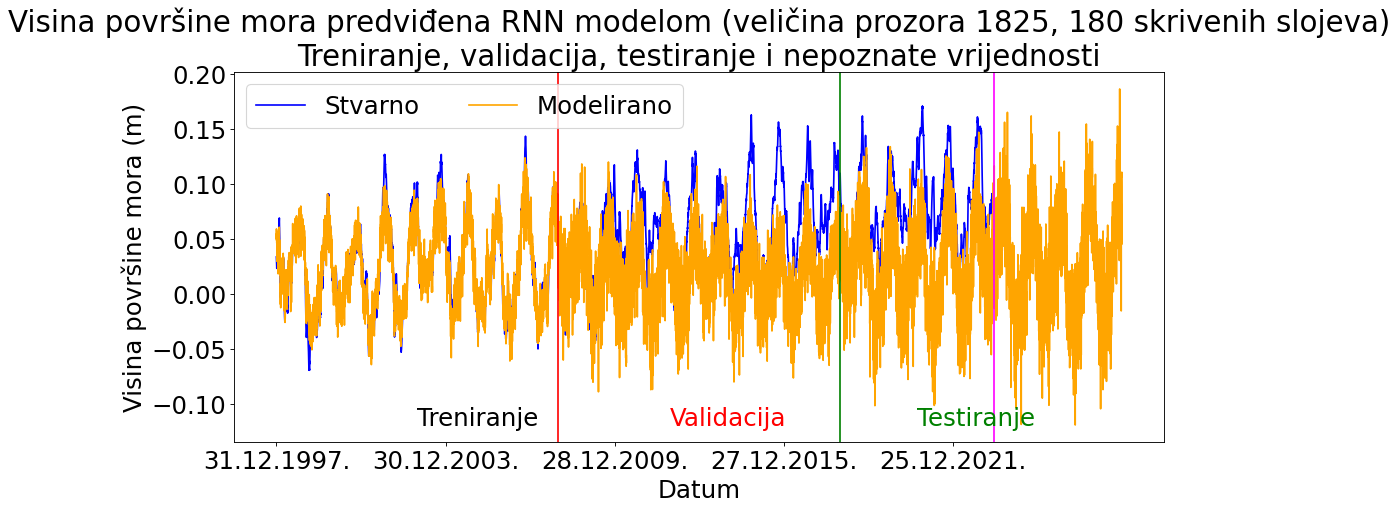 Visina površine mora predviđena RNN modelom (veličina prozora 1825, 180 skrivenih slojeva)
Treniranje, validacija, testiranje i nepoznate vrijednosti
Stvarno
Modelirano
Visina površine mora (m)
0.20
0.15
0.10
0.05
0.00
−0.05
−0.10
Treniranje
Validacija
Testiranje
31.12.1997.
30.12.2003.
28.12.2009.
27.12.2015.
25.12.2021.
Datum